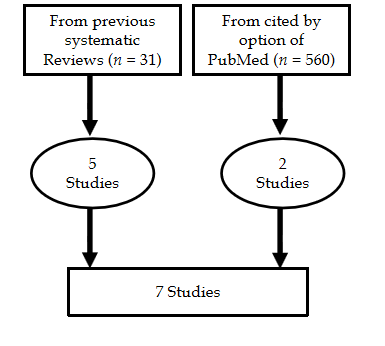 From previous
systematic
Reviews (n = 31)
From cited by
option of
PubMed (n = 560)
5
Studies
2
Studies
7 Studies